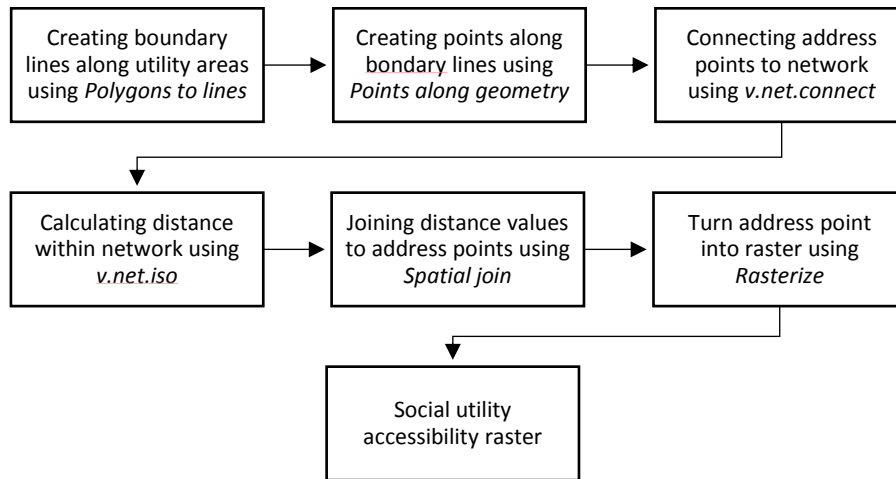 Creating boundary
lines along utility areas
using Polygons to lines
Creating points along
bondary lines using
Points along geometry
Connecting address
points to network
using v.net.connect
Calculating distance
within network using
v.net.iso
Joining distance values
to address points using
Spatial join
Turn address point
into raster using
Rasterize
Social utility
accessibility raster